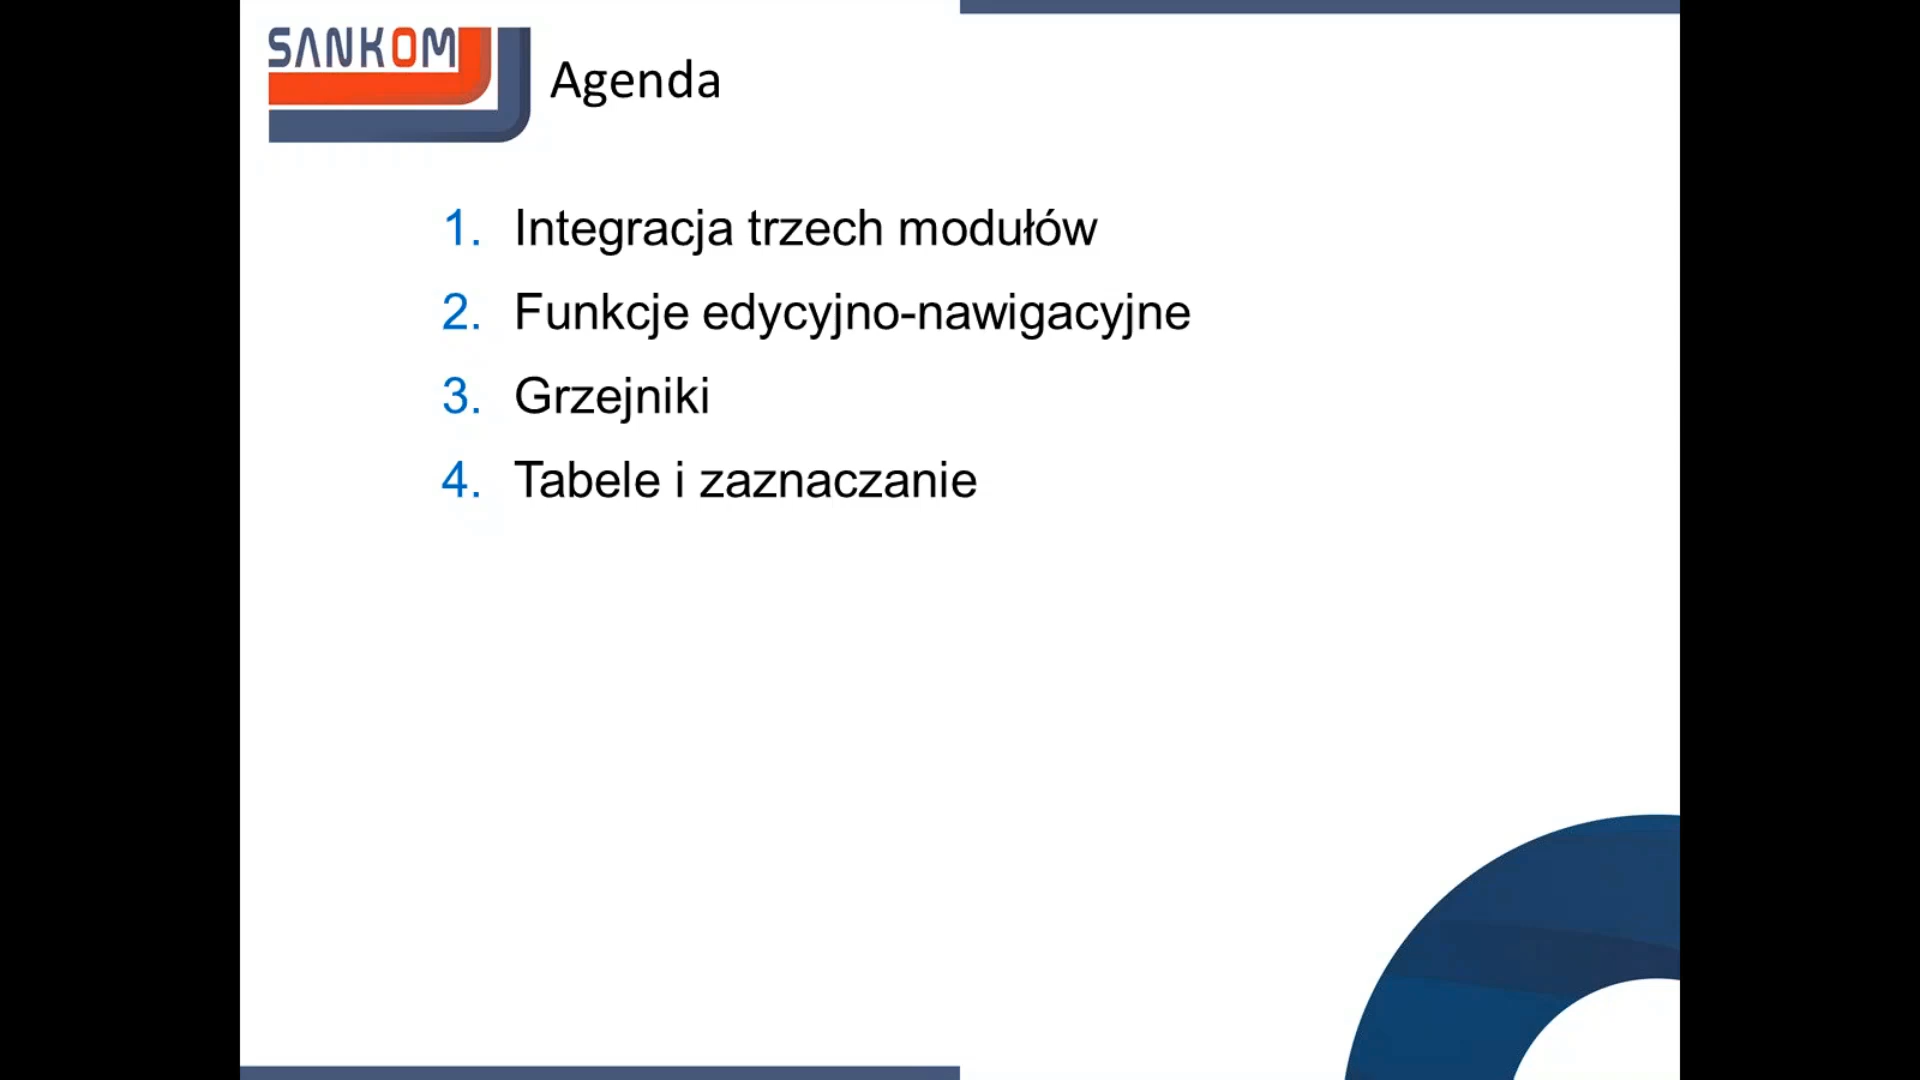 SANKOM
Agenda
1. Integracja trzech modułów
2. Funkcje edycyjno-nawigacyjne
3. Grzejniki
4. Tabele i zaznaczanie